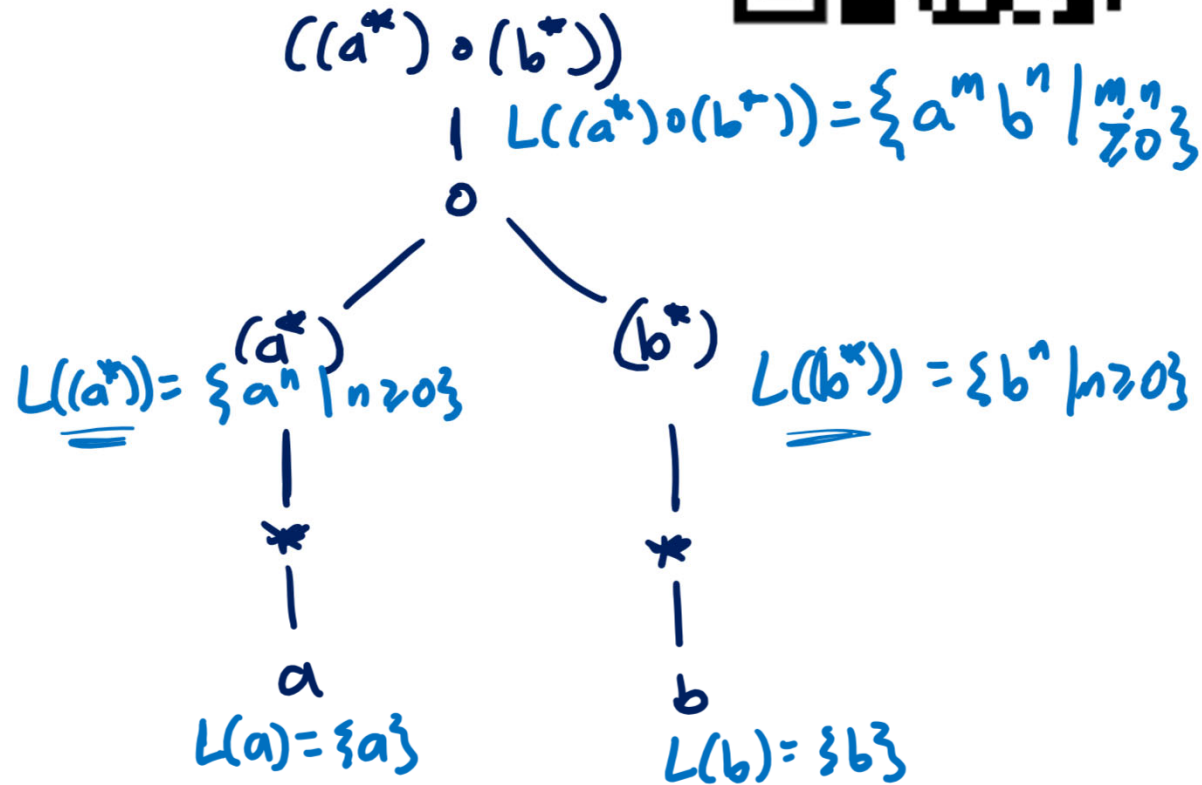 ((a*) ∘ (b*))
L((a*)∘(b*)) = {a^m b^n | m,n ≥0}
∘
(a*)
(b*)
L((a*)) = {a^n | n≥0}
L((b*)) = {b^n | n≥0}
*
*
a
b
L(a) = {a}
L(b) = {b}